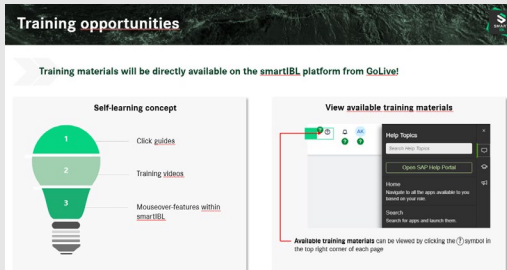 Training opportunities
Training materials will be directly available on the smartIBL platform from GoLive!
Self-learning concept
1
Click guides
2
Training videos
3
Mouseover-features within
smartIBL
View available training materials
Help Topics
Search Help Topics
Open SAP Help Portal
Home
Navigate to all the apps available to you
based on your role.
Search
Search for apps and launch them.
Available training materials can be viewed by clicking the ? symbol in
the top right corner of each page